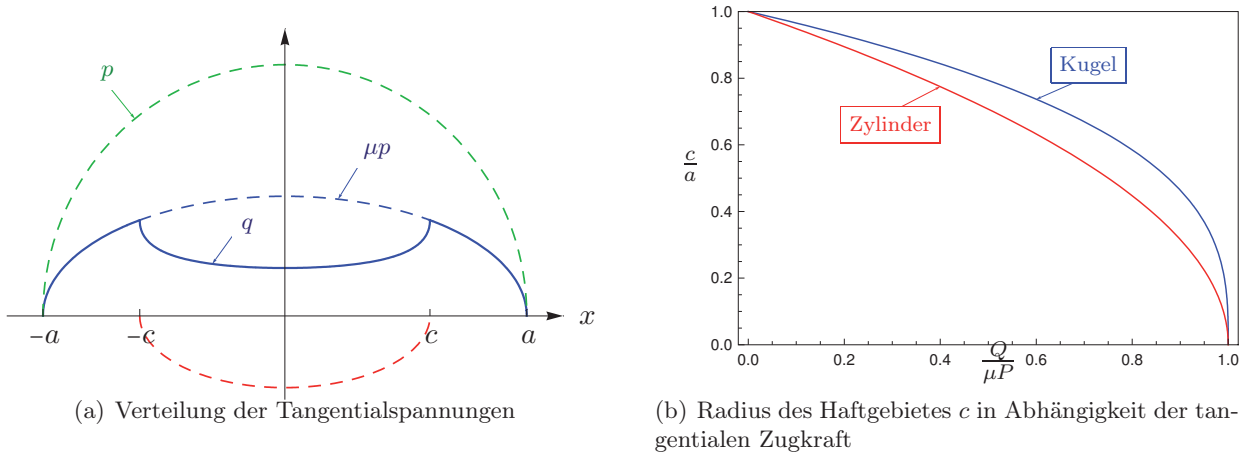 p
μp
q
-a
-c
c
a
x
(a) Verteilung der Tangentialspannungen
1.0
0.8
0.6
0.4
0.2
0.0
c/a
Kugel
Zylinder
0.0 0.2 0.4 0.6 0.8 1.0
Q/μP
(b) Radius des Haftgebietes c in Abhängigkeit der tan-
gentialen Zugkraft